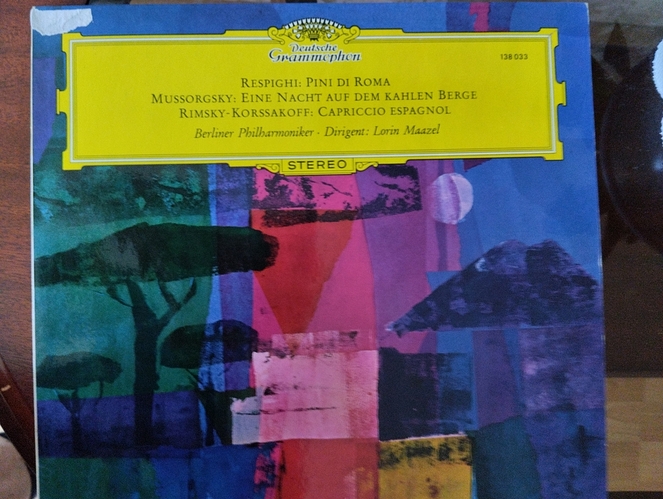 Deutsche
Grammophon
138 033
RESPIGHI: PINI DI ROMA
MUSSORGSKY: EINE NACHT AUF DEM KAHLEN BERGE
RIMSKY-KORSSAKOFF: CAPRICCIO ESPAGNOL
Berliner Philharmoniker · Dirigent: Lorin Maazel
STEREO